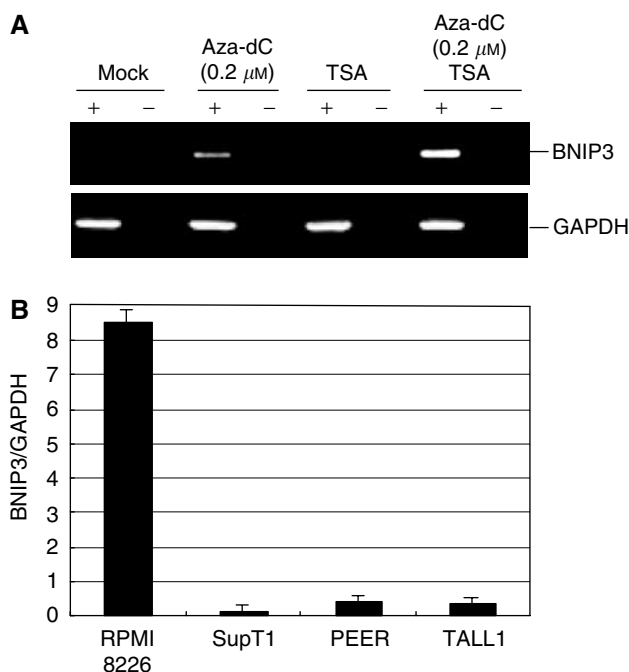 A
Mock
Aza-dC
(0.2 μM)
TSA
Aza-dC
(0.2 μM)
TSA
+ − + − + − + −
BNIP3
GAPDH
B
BNIP3/GAPDH
9
8
7
6
5
4
3
2
1
0
RPMI
8226
SupT1
PEER
TALL1